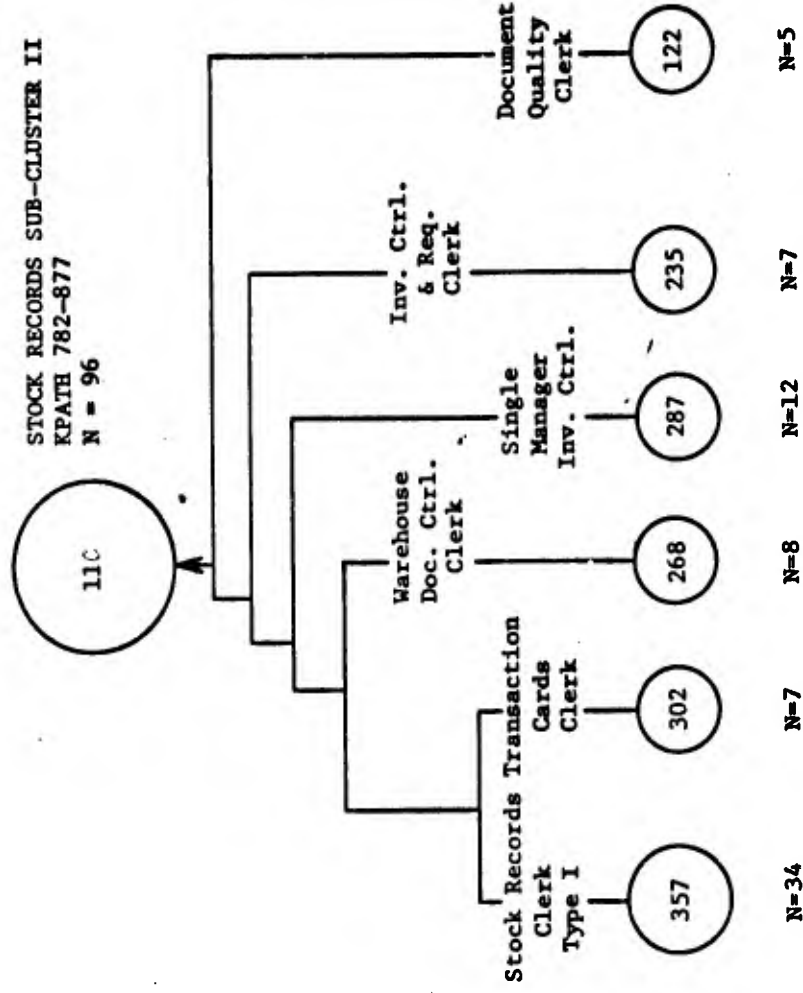 STOCK RECORDS SUB-CLUSTER II
KPATH 782-877
N = 96
11C
Document
Quality
Clerk
Inv. Ctrl.
& Req.
Clerk
Single
Manager
Inv. Ctrl.
Warehouse
Doc. Ctrl.
Clerk
Stock Records
Clerk
Type I
Transaction
Cards
Clerk
357
302
268
287
235
122
N=34
N=7
N=8
N=12
N=7
N=5